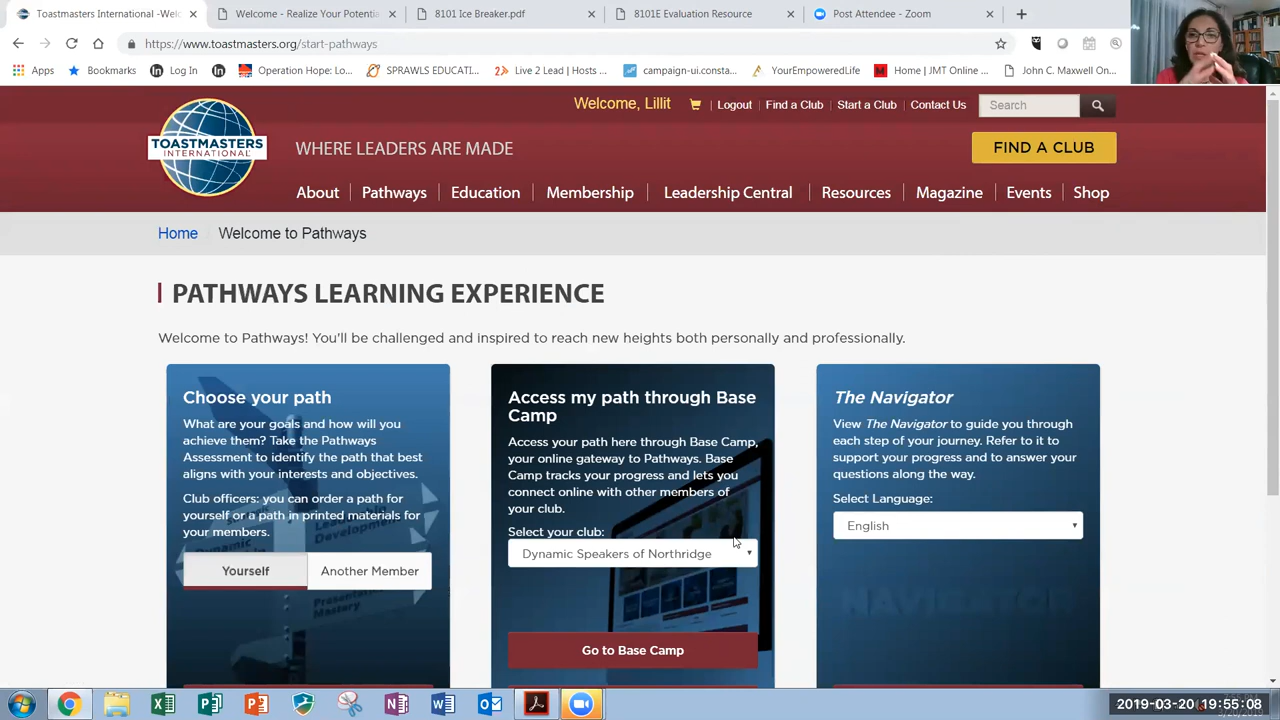 Toastmasters International -Welc
Welcome - Realize Your Potentia
8101 Ice Breaker.pdf
8101E Evaluation Resource
Post Attendee - Zoom
https://www.toastmasters.org/start-pathways
Apps
Bookmarks
Log In
Operation Hope: Lo...
SPRAWLS EDUCATI...
Live 2 Lead | Hosts ...
campaign-ui.consta...
YourEmpoweredLife
Home | JMT Online ...
John C. Maxwell On...
Welcome, Lillit
Logout
Find a Club
Start a Club
Contact Us
Search
TOASTMASTERS
INTERNATIONAL
WHERE LEADERS ARE MADE
FIND A CLUB
About
Pathways
Education
Membership
Leadership Central
Resources
Magazine
Events
Shop
Home
Welcome to Pathways
PATHWAYS LEARNING EXPERIENCE
Welcome to Pathways! You'll be challenged and inspired to reach new heights both personally and professionally.
Choose your path
What are your goals and how will you
achieve them? Take the Pathways
Assessment to identify the path that best
aligns with your interests and objectives.
Club officers: you can order a path for
yourself or a path in printed materials for
your members.
Yourself
Another Member
Access my path through Base
Camp
Access your path here through Base Camp,
your online gateway to Pathways. Base
Camp tracks your progress and lets you
connect online with other members of
your club.
Select your club:
Dynamic Speakers of Northridge
Go to Base Camp
The Navigator
View The Navigator to guide you through
each step of your journey. Refer to it to
support your progress and to answer your
questions along the way.
Select Language:
English
NAVIGATOR
2019-03-20 19:55:08